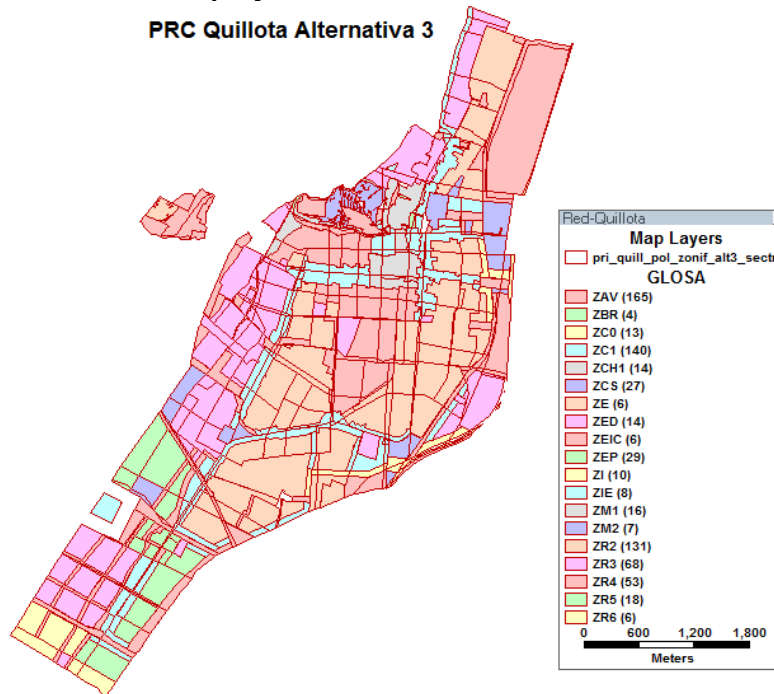 PRC Quillota Alternativa 3
Red-Quillota
Map Layers
pri_quill_pol_zonif_alt3_sectr
GLOSA
ZAV (165)
ZBR (4)
ZC0 (13)
ZC1 (140)
ZCH1 (14)
ZCS (27)
ZE (6)
ZED (14)
ZEIC (6)
ZEP (29)
ZI (10)
ZIE (8)
ZM1 (16)
ZM2 (7)
ZR2 (131)
ZR3 (68)
ZR4 (53)
ZR5 (18)
ZR6 (6)
0 600 1,200 1,800
Meters